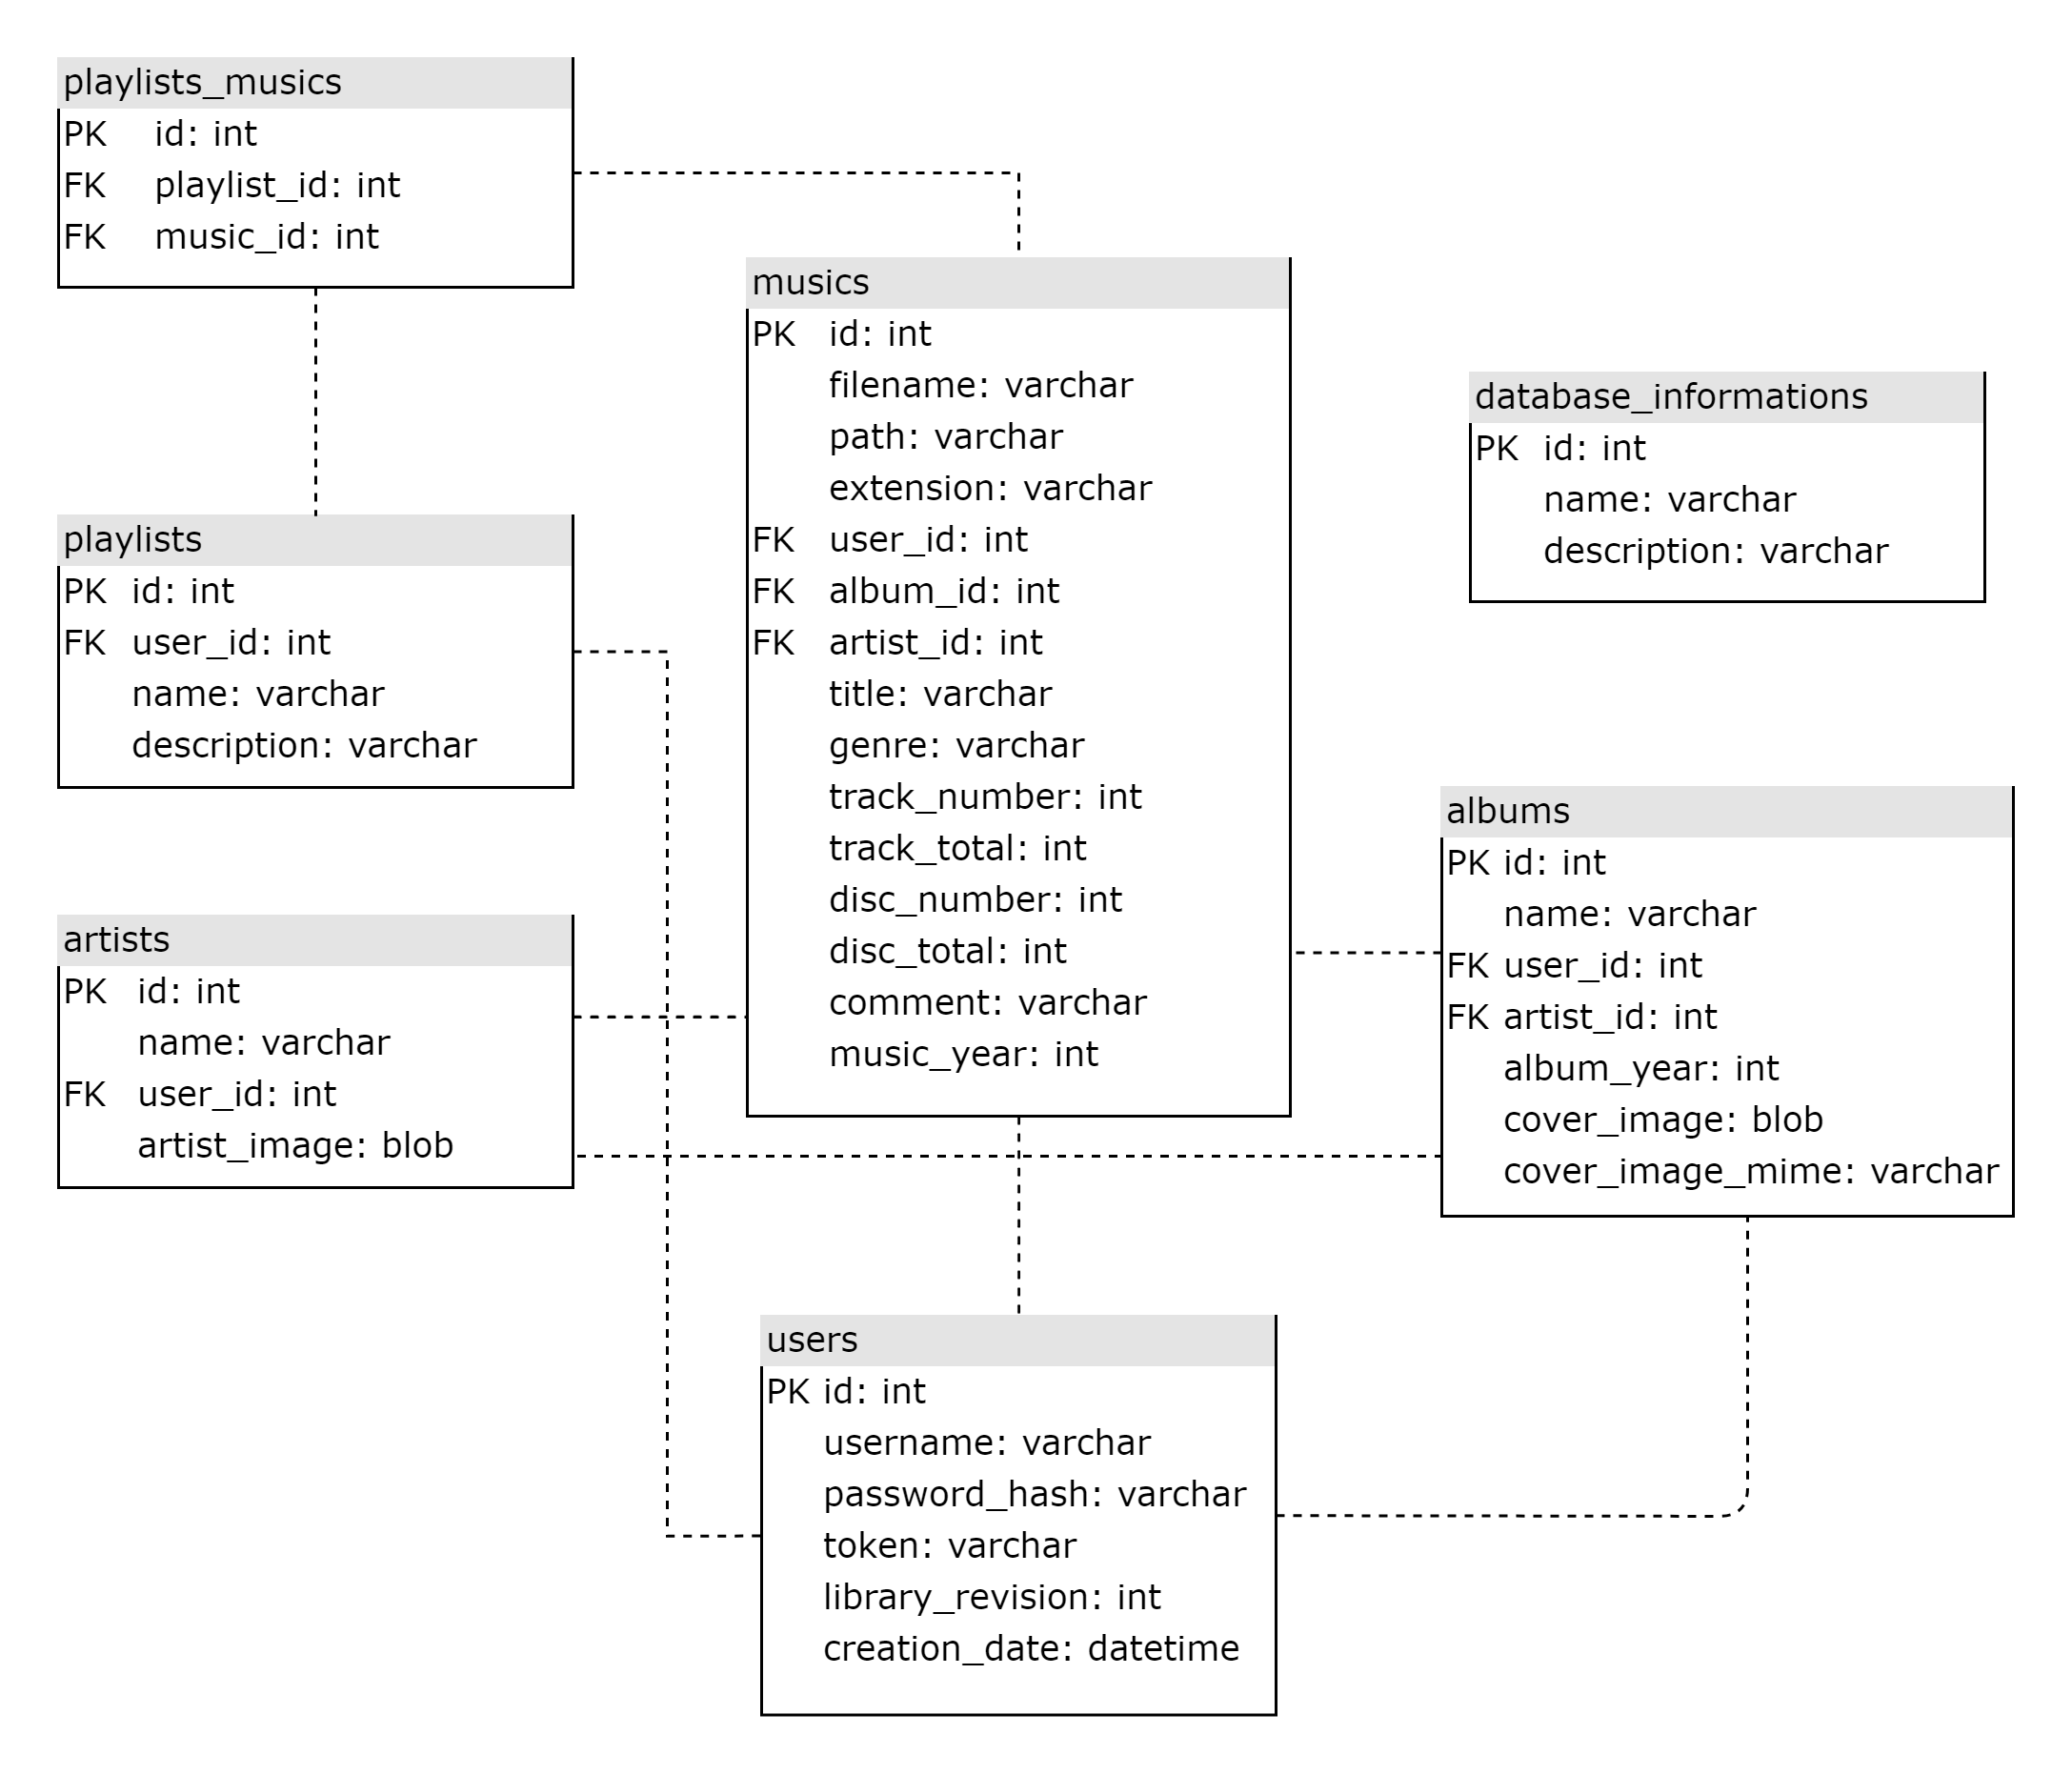 playlists_musics
PK id: int
FK playlist_id: int
FK music_id: int
musics
PK id: int
filename: varchar
path: varchar
extension: varchar
FK user_id: int
FK album_id: int
FK artist_id: int
title: varchar
genre: varchar
track_number: int
track_total: int
disc_number: int
disc_total: int
comment: varchar
music_year: int
database_informations
PK id: int
name: varchar
description: varchar
playlists
PK id: int
FK user_id: int
name: varchar
description: varchar
albums
PK id: int
name: varchar
FK user_id: int
FK artist_id: int
album_year: int
cover_image: blob
cover_image_mime: varchar
artists
PK id: int
name: varchar
FK user_id: int
artist_image: blob
users
PK id: int
username: varchar
password_hash: varchar
token: varchar
library_revision: int
creation_date: datetime